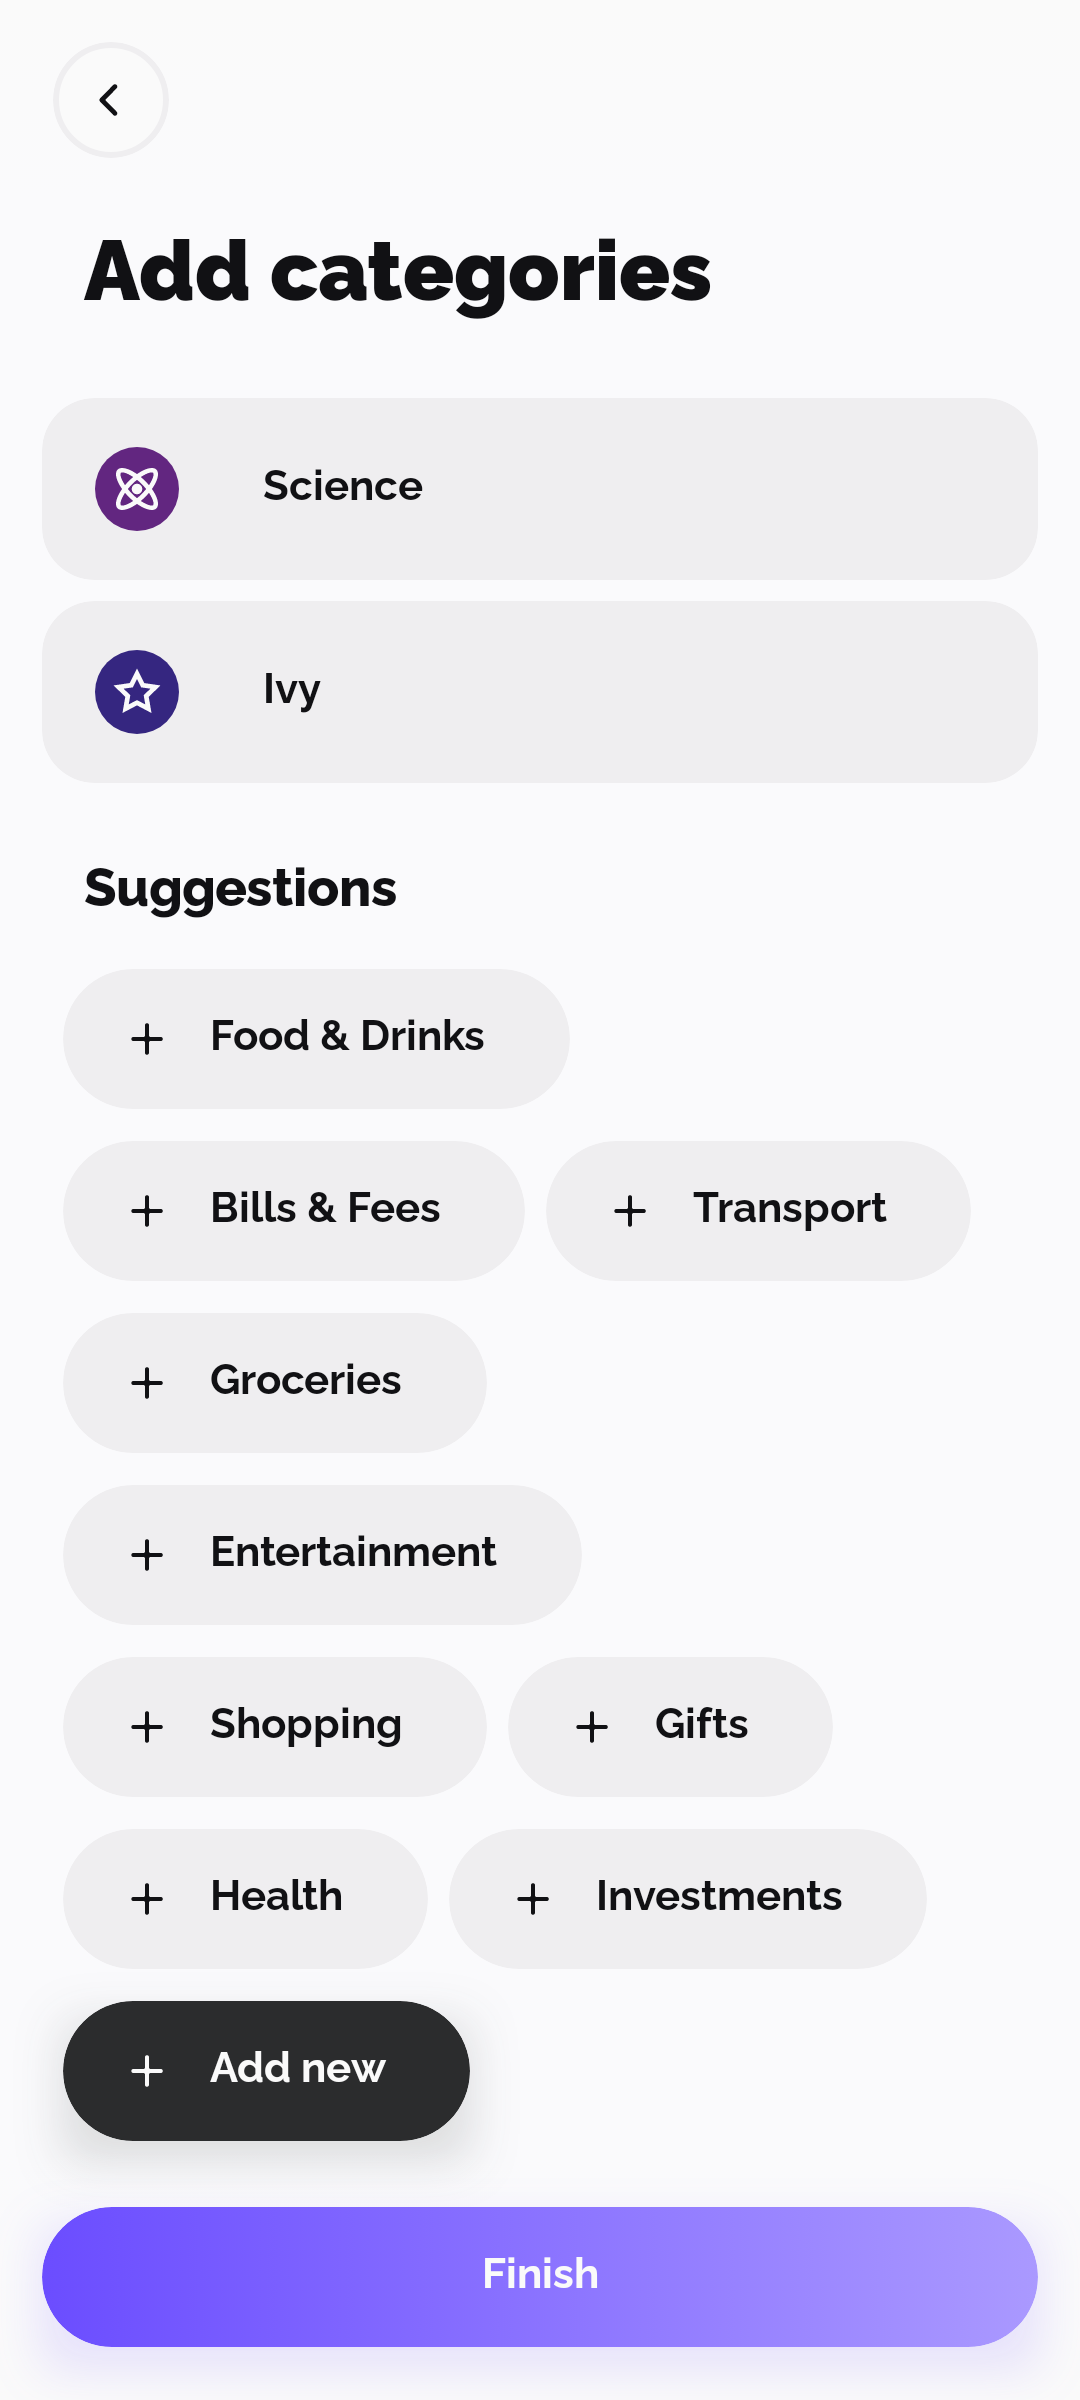 Add categories
Science
Ivy
Suggestions
Food & Drinks
Bills & Fees
Transport
Groceries
Entertainment
Shopping
Gifts
Health
Investments
Add new
Finish